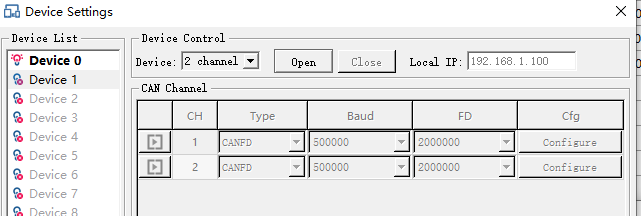 Device Settings
Device List
Device 0
Device 1
Device 2
Device 3
Device 4
Device 5
Device 6
Device 7
Device 8
Device Control
Device: 2 channel Open Close Local IP: 192.168.1.100
CAN Channel
CH Type Baud FD Cfg
1 CANFD 500000 2000000 Configure
2 CANFD 500000 2000000 Configure